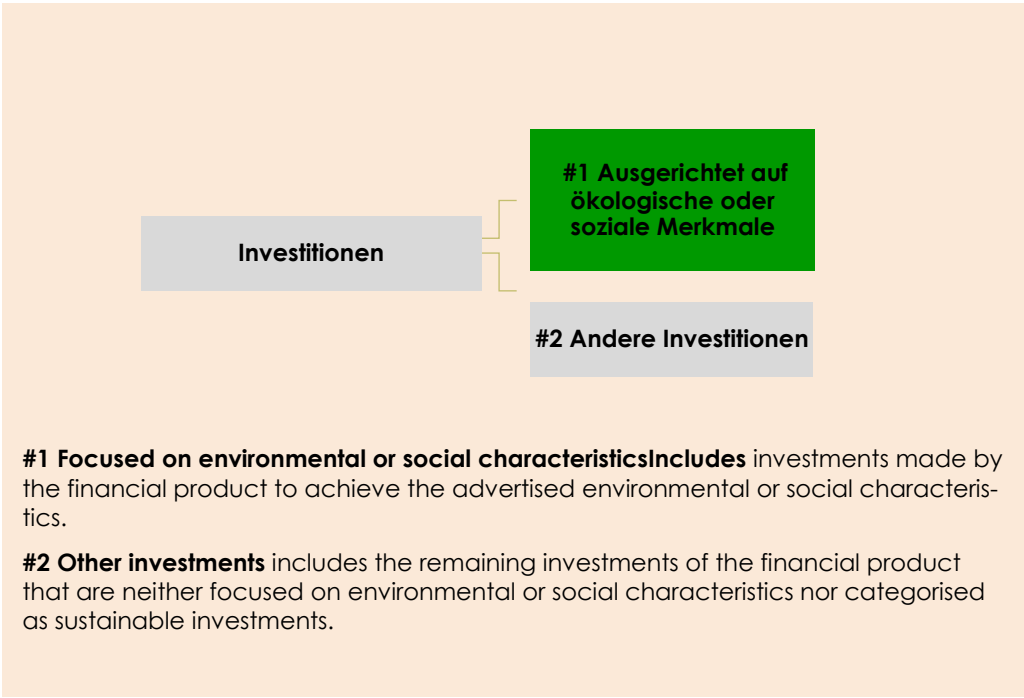 #1 Ausgerichtet auf
ökologische oder
soziale Merkmale
Investitionen
#2 Andere Investitionen
#1 Focused on environmental or social characteristicsIncludes investments made by
the financial product to achieve the advertised environmental or social characteris-
tics.
#2 Other investments includes the remaining investments of the financial product
that are neither focused on environmental or social characteristics nor categorised
as sustainable investments.